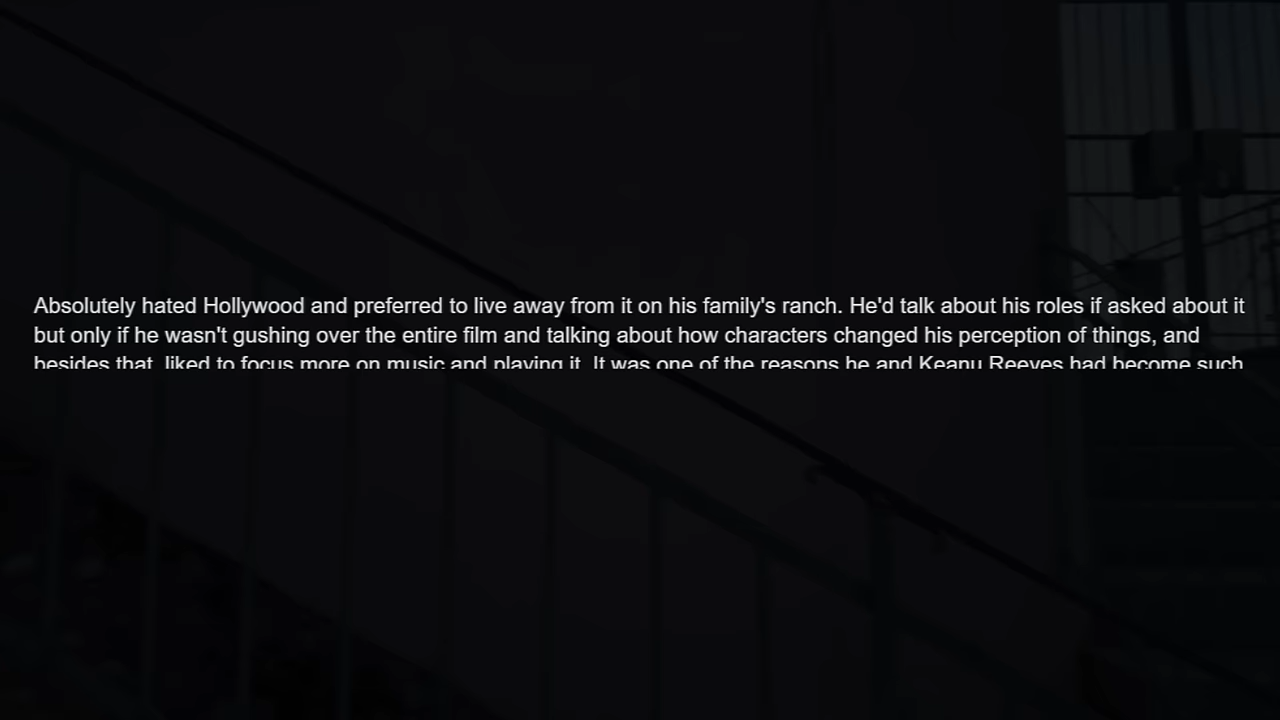 Absolutely hated Hollywood and preferred to live away from it on his family's ranch. He'd talk about his roles if asked about it
but only if he wasn't gushing over the entire film and talking about how characters changed his perception of things, and
besides that, liked to focus more on music and playing it. It was one of the reasons he and Keanu Reeves had become such